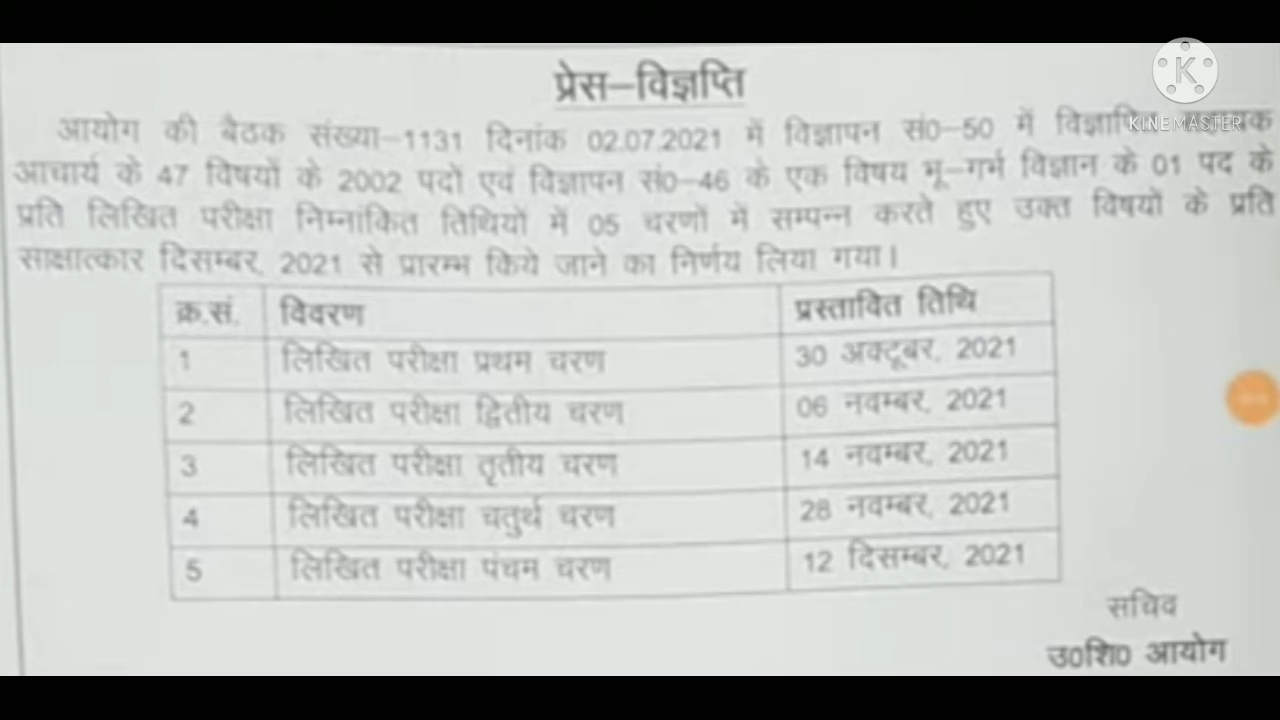 प्रेस–विज्ञप्ति
KINEMASTER
आयोग की बैठक संख्या–1131 दिनांक 02.07.2021 में विज्ञापन सं0–50 में
आचार्य के 47 विषयों के 2002 पदों एवं विज्ञापन सं0–46 के एक विषय भू–गर्भ विज्ञान के 01 पद के
प्रति लिखित परीक्षा निम्नांकित तिथियों में 05 चरणों में सम्पन्न करते हुए उक्त विषयों के प्रति
साक्षात्कार दिसम्बर, 2021 से प्रारम्भ किये जाने का निर्णय लिया गया।
क्र.सं. विवरण प्रस्तावित तिथि
1 लिखित परीक्षा प्रथम चरण 30 अक्टूबर, 2021
2 लिखित परीक्षा द्वितीय चरण 06 नवम्बर, 2021
3 लिखित परीक्षा तृतीय चरण 14 नवम्बर, 2021
4 लिखित परीक्षा चतुर्थ चरण 28 नवम्बर, 2021
5 लिखित परीक्षा पंचम चरण 12 दिसम्बर, 2021
सचिव
उ0शि0 आयोग